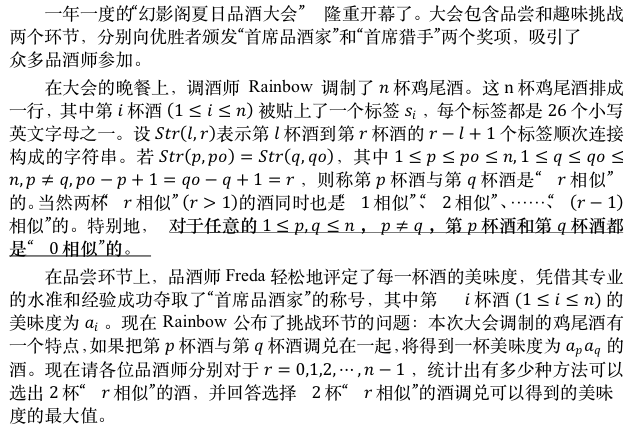 一年一度的“幻影阁夏日品酒大会” 隆重开幕了。大会包含品尝和趣味挑战
两个环节，分别向优胜者颁发“首席品酒家”和“首席猎手”两个奖项，吸引了
众多品酒师参加。
在大会的晚餐上，调酒师 Rainbow 调制了 n 杯鸡尾酒。这 n 杯鸡尾酒排成
一行，其中第 i 杯酒 (1 ≤ i ≤ n) 被贴上了一个标签 sᵢ，每个标签都是 26 个小写
英文字母之一。设 Str(l, r)表示第 l 杯酒到第 r 杯酒的 r − l + 1 个标签顺次连接
构成的字符串。若 Str(p, po) = Str(q, qo)，其中 1 ≤ p ≤ po ≤ n, 1 ≤ q ≤ qo ≤
n, p ≠ q, po − p + 1 = qo − q + 1 = r ，则称第 p 杯酒与第 q 杯酒是“ r 相似”
的。当然两杯“ r 相似”(r > 1)的酒同时也是“ 1 相似”、“ 2 相似”、……、“ (r − 1)
相似”的。特别地， 对于任意的 1 ≤ p, q ≤ n ， p ≠ q ，第 p 杯酒和第 q 杯酒都
是“ 0 相似”的。
在品尝环节上，品酒师 Freda 轻松地评定了每一杯酒的美味度，凭借其专业
的水准和经验成功夺取了“首席品酒家”的称号，其中第 i 杯酒 (1 ≤ i ≤ n) 的
美味度为 aᵢ 。现在 Rainbow 公布了挑战环节的问题：本次大会调制的鸡尾酒有
一个特点，如果把第 p 杯酒与第 q 杯酒调兑在一起，将得到一杯美味度为 aₚa_q 的
酒。现在请各位品酒师分别对于 r = 0,1,2, ⋯ , n − 1 ，统计出有多少种方法可以
选出 2 杯“ r 相似”的酒，并回答选择 2 杯“ r 相似”的酒调兑可以得到的美味
度的最大值。